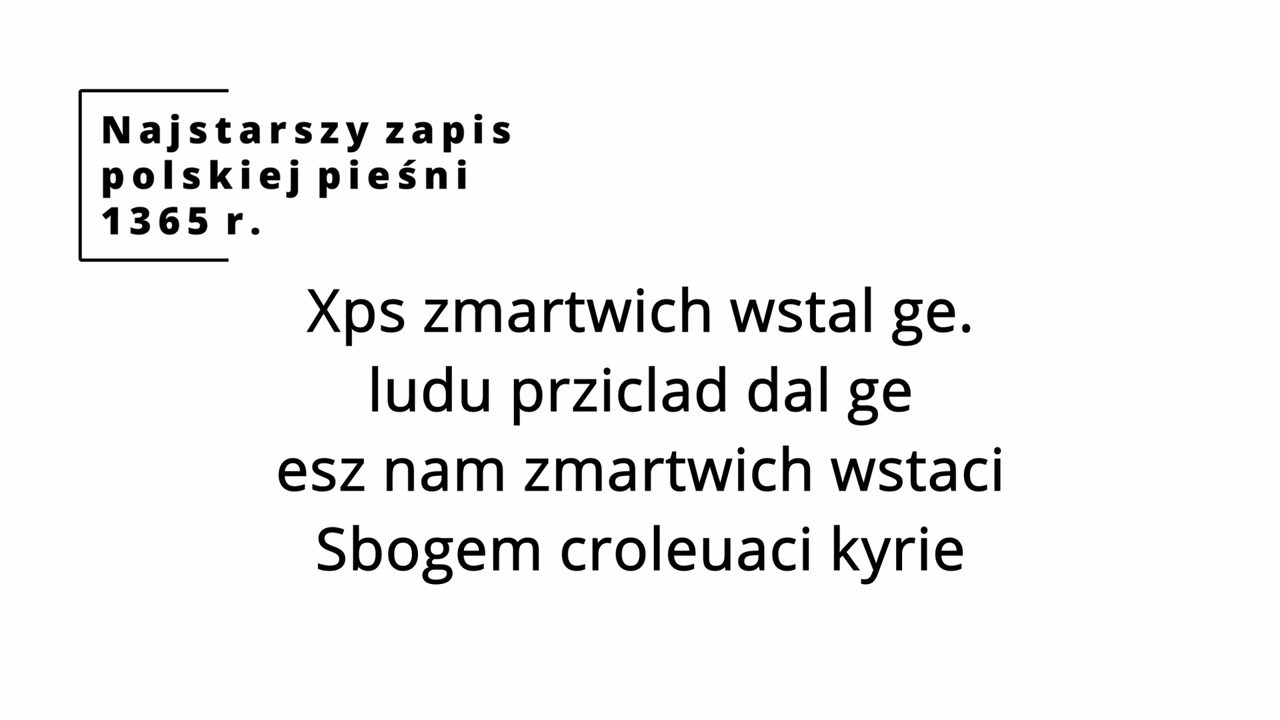 Najstarszy zapis
polskiej pieśni
1365 r.
Xps zmartwich wstal ge.
ludu prziclad dal ge
esz nam zmartwich wstaci
Sbogem croleuaci kyrie